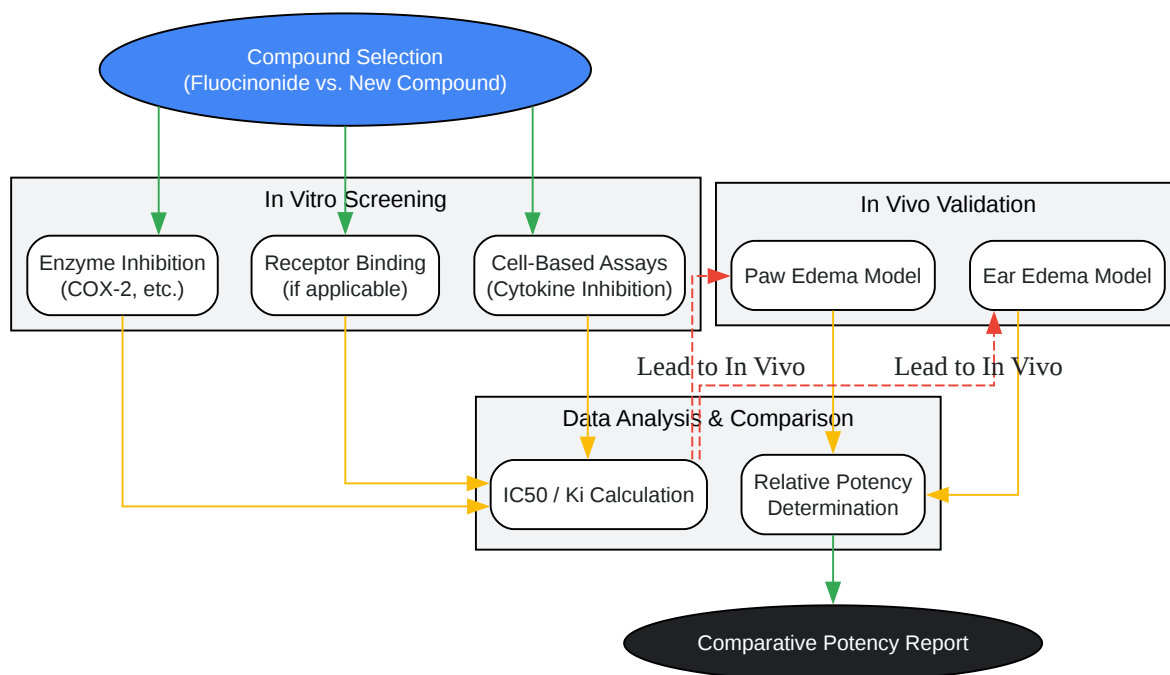 Compound Selection
(Fluocinonide vs. New Compound)
In Vitro Screening
Enzyme Inhibition
(COX-2, etc.)
Receptor Binding
(if applicable)
Cell-Based Assays
(Cytokine Inhibition)
In Vivo Validation
Paw Edema Model
Ear Edema Model
Lead to In Vivo
Lead to In Vivo
Data Analysis & Comparison
IC50 / Ki Calculation
Relative Potency
Determination
Comparative Potency Report